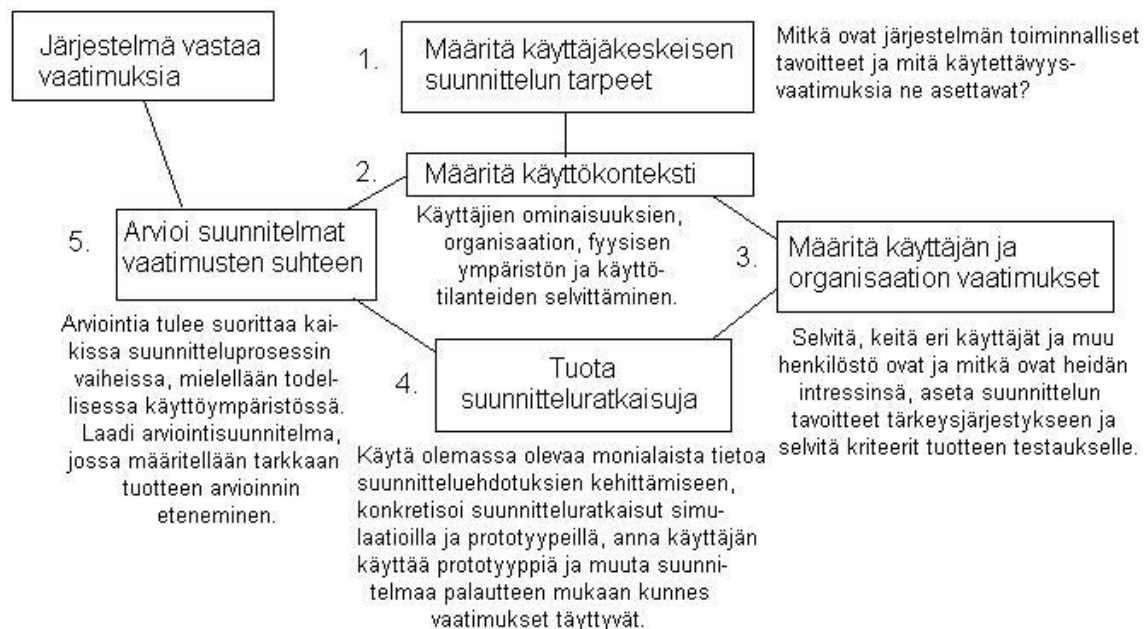 Järjestelmä vastaa
vaatimuksia
1.
Määritä käyttäjäkeskeisen
suunnittelun tarpeet
Mitkä ovat järjestelmän toiminnalliset
tavoitteet ja mitä käytettävyys-
vaatimuksia ne asettavat?
2.
Määritä käyttökonteksti
Käyttäjien ominaisuuksien,
organisaation, fyysisen
ympäristön ja käyttö-
tilanteiden selvittäminen.
3.
Määritä käyttäjän ja
organisaation vaatimukset
Selvitä, keitä eri käyttäjät ja muu
henkilöstö ovat ja mitkä ovat heidän
intressinsä, aseta suunnittelun
tavoitteet tärkeysjärjestykseen ja
selvitä kriteerit tuotteen testaukselle.
4.
Tuota
suunnitteluratkaisuja
Käytä olemassa olevaa monialaista tietoa
suunnitteluehdotuksien kehittämiseen,
konkretisoi suunnitteluratkaisut simu-
laatioilla ja prototyypeillä, anna käyttäjän
käyttää prototyyppiä ja muuta suunni-
telmaa palautteen mukaan kunnes
vaatimukset täyttyvät.
5.
Arvioi suunnitelmat
vaatimusten suhteen
Arviointia tulee suorittaa kai-
kissa suunnitteluprosessin
vaiheissa, mielellään todel-
lisessa käyttöympäristössä.
Laadi arviointisuunnitelma,
jossa määritellään tarkkaan
tuotteen arvioinnin
eteneminen.